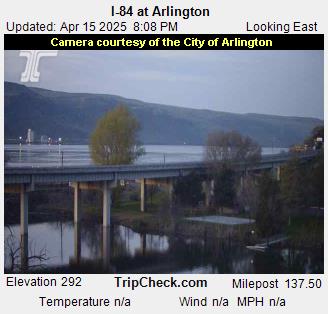 I-84 at Arlington
Updated: Apr 15 2025 8:08 PM Looking East
Camera courtesy of the City of Arlington
Elevation 292 TripCheck.com Milepost 137.50
Temperature n/a Wind n/a MPH n/a